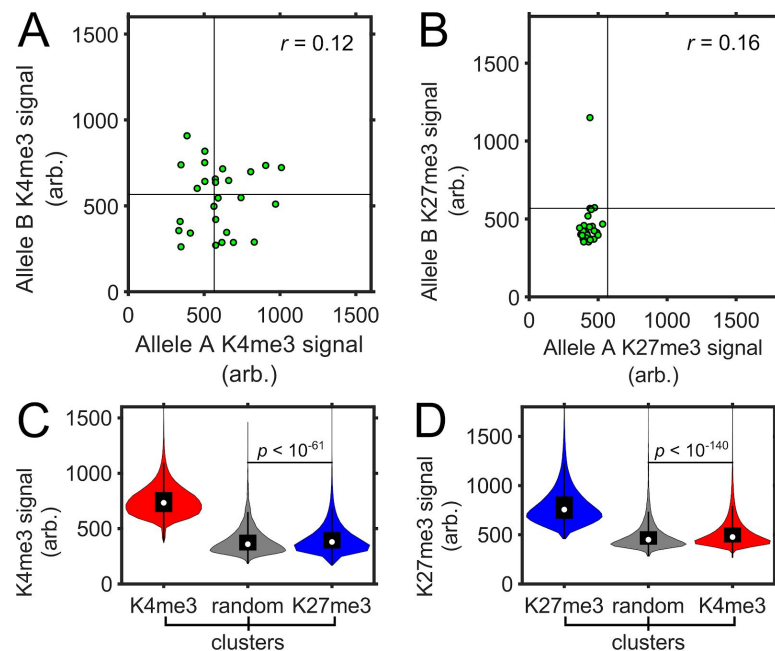 A
r = 0.12
1500
1000
500
0
0 500 1000 1500
Allele B K4me3 signal
(arb.)
Allele A K4me3 signal
(arb.)
B
r = 0.16
1500
1000
500
0
0 500 1000 1500
Allele B K27me3 signal
(arb.)
Allele A K27me3 signal
(arb.)
C
K4me3 signal
(arb.)
1500
1000
500
0
p < 10^-61
K4me3 random K27me3
clusters
D
K27me3 signal
(arb.)
1500
1000
500
0
p < 10^-140
K27me3 random K4me3
clusters